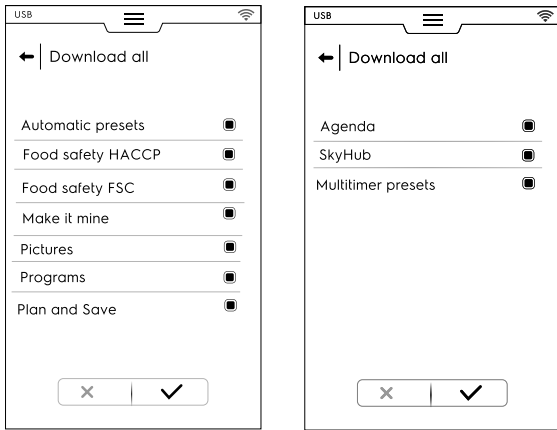 USB
Download all
Automatic presets
Food safety HACCP
Food safety FSC
Make it mine
Pictures
Programs
Plan and Save
USB
Download all
Agenda
SkyHub
Multitimer presets